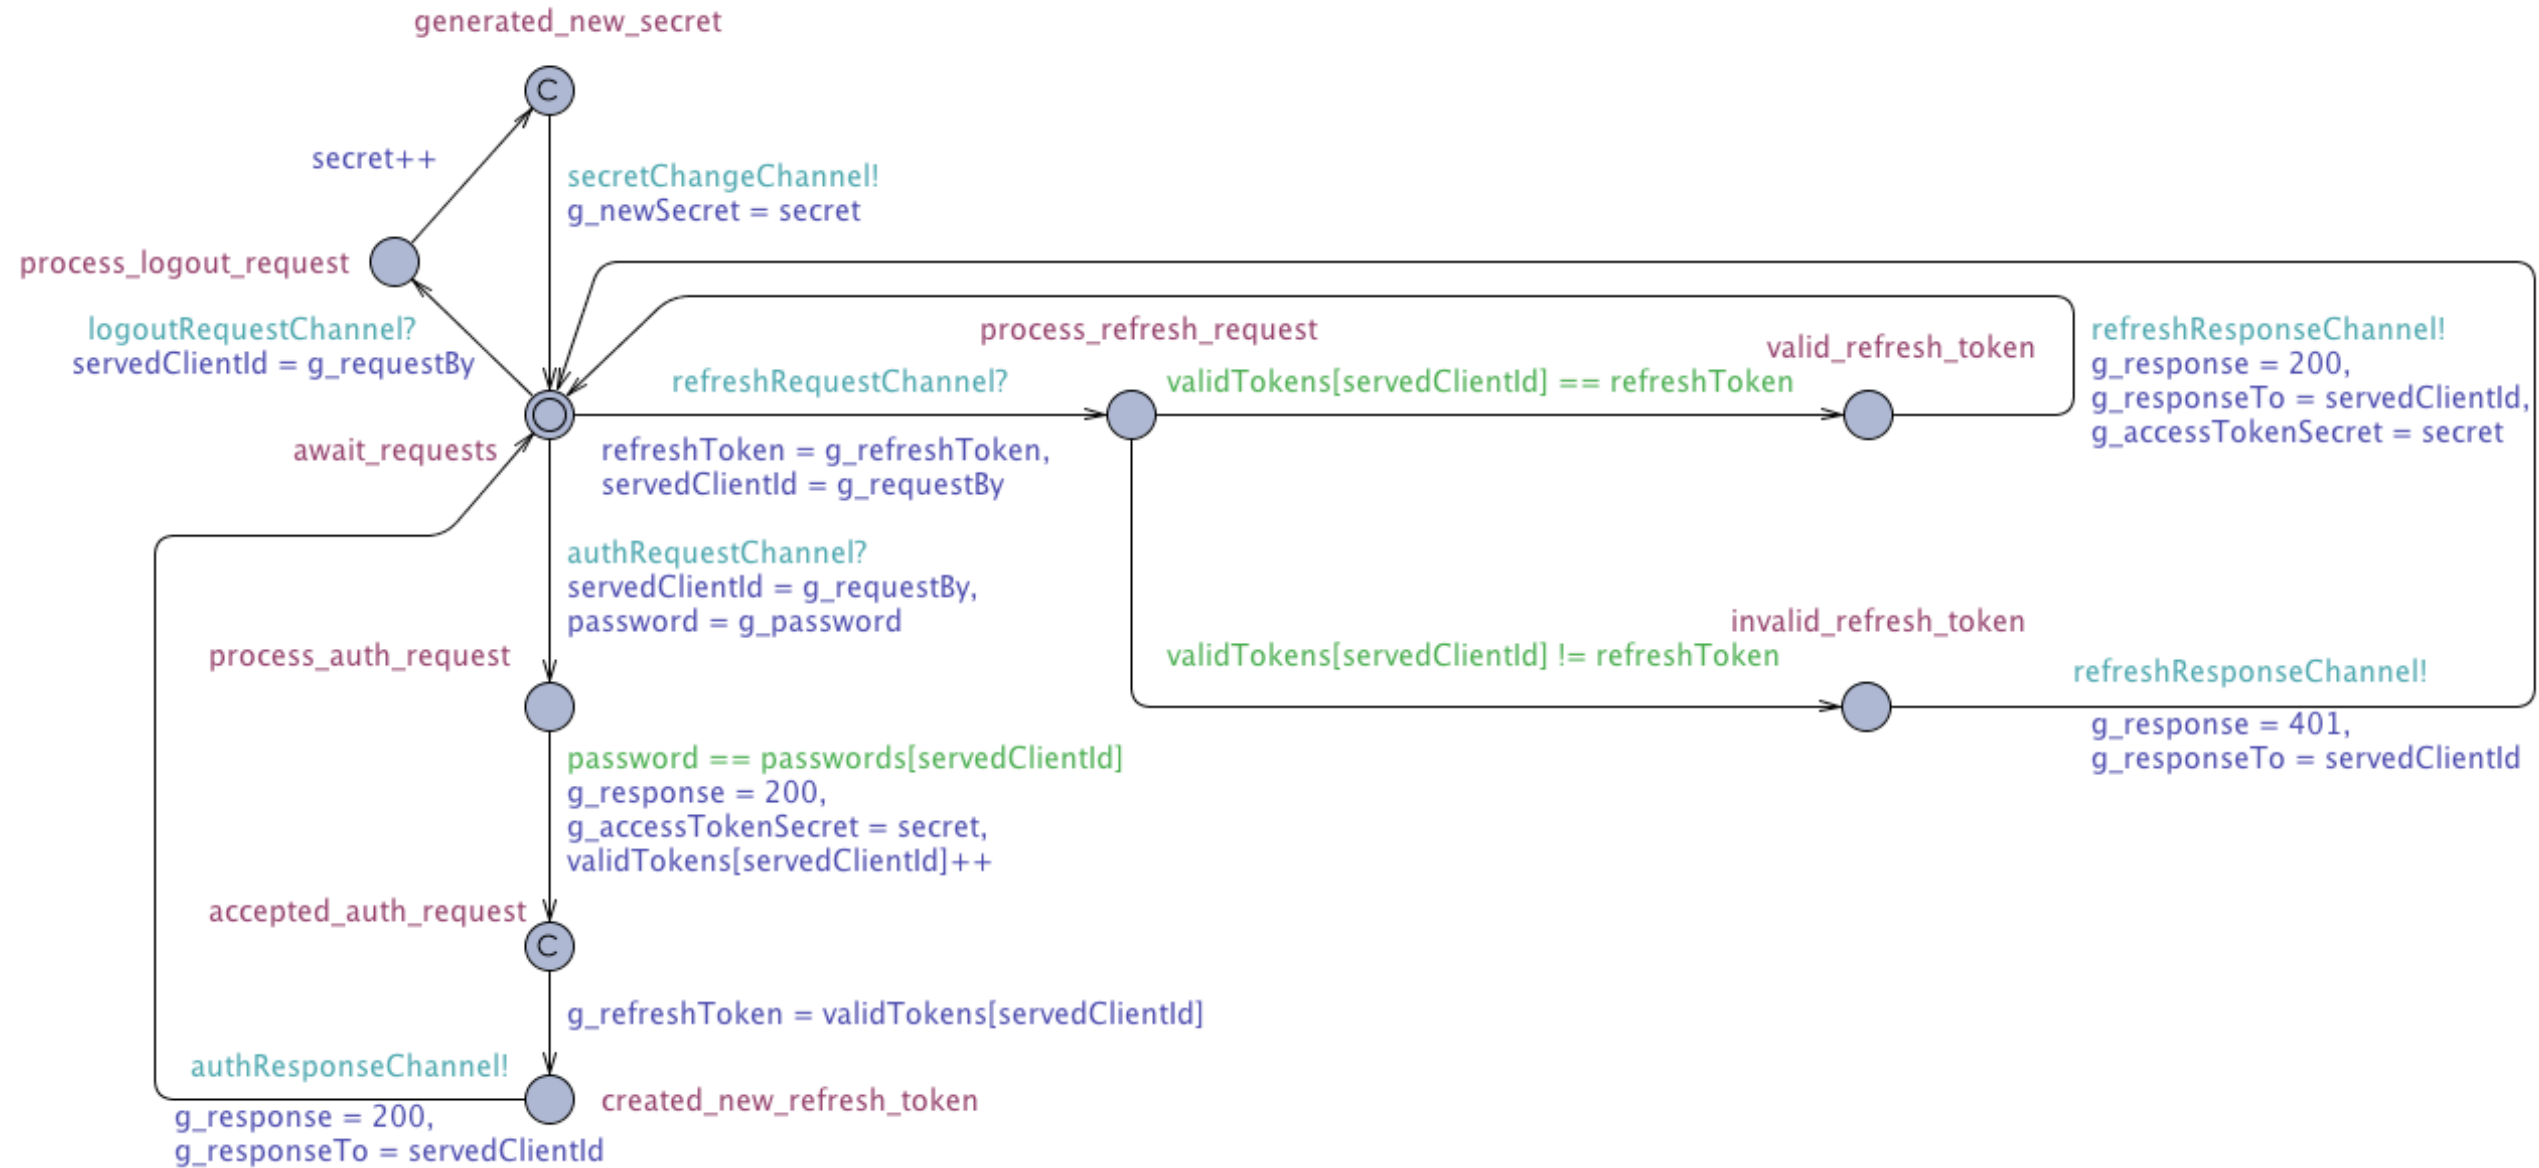 generated_new_secret
C
secret++
secretChangeChannel!
g_newSecret = secret
process_logout_request
logoutRequestChannel?
servedClientId = g_requestBy
process_refresh_request
valid_refresh_token
refreshResponseChannel!
g_response = 200,
g_responseTo = servedClientId,
g_accessTokenSecret = secret
refreshRequestChannel?
validTokens[servedClientId] == refreshToken
await_requests
refreshToken = g_refreshToken,
servedClientId = g_requestBy
authRequestChannel?
servedClientId = g_requestBy,
password = g_password
process_auth_request
invalid_refresh_token
validTokens[servedClientId] != refreshToken
refreshResponseChannel!
g_response = 401,
g_responseTo = servedClientId
password == passwords[servedClientId]
g_response = 200,
g_accessTokenSecret = secret,
validTokens[servedClientId]++
accepted_auth_request
C
g_refreshToken = validTokens[servedClientId]
authResponseChannel!
created_new_refresh_token
g_response = 200,
g_responseTo = servedClientId